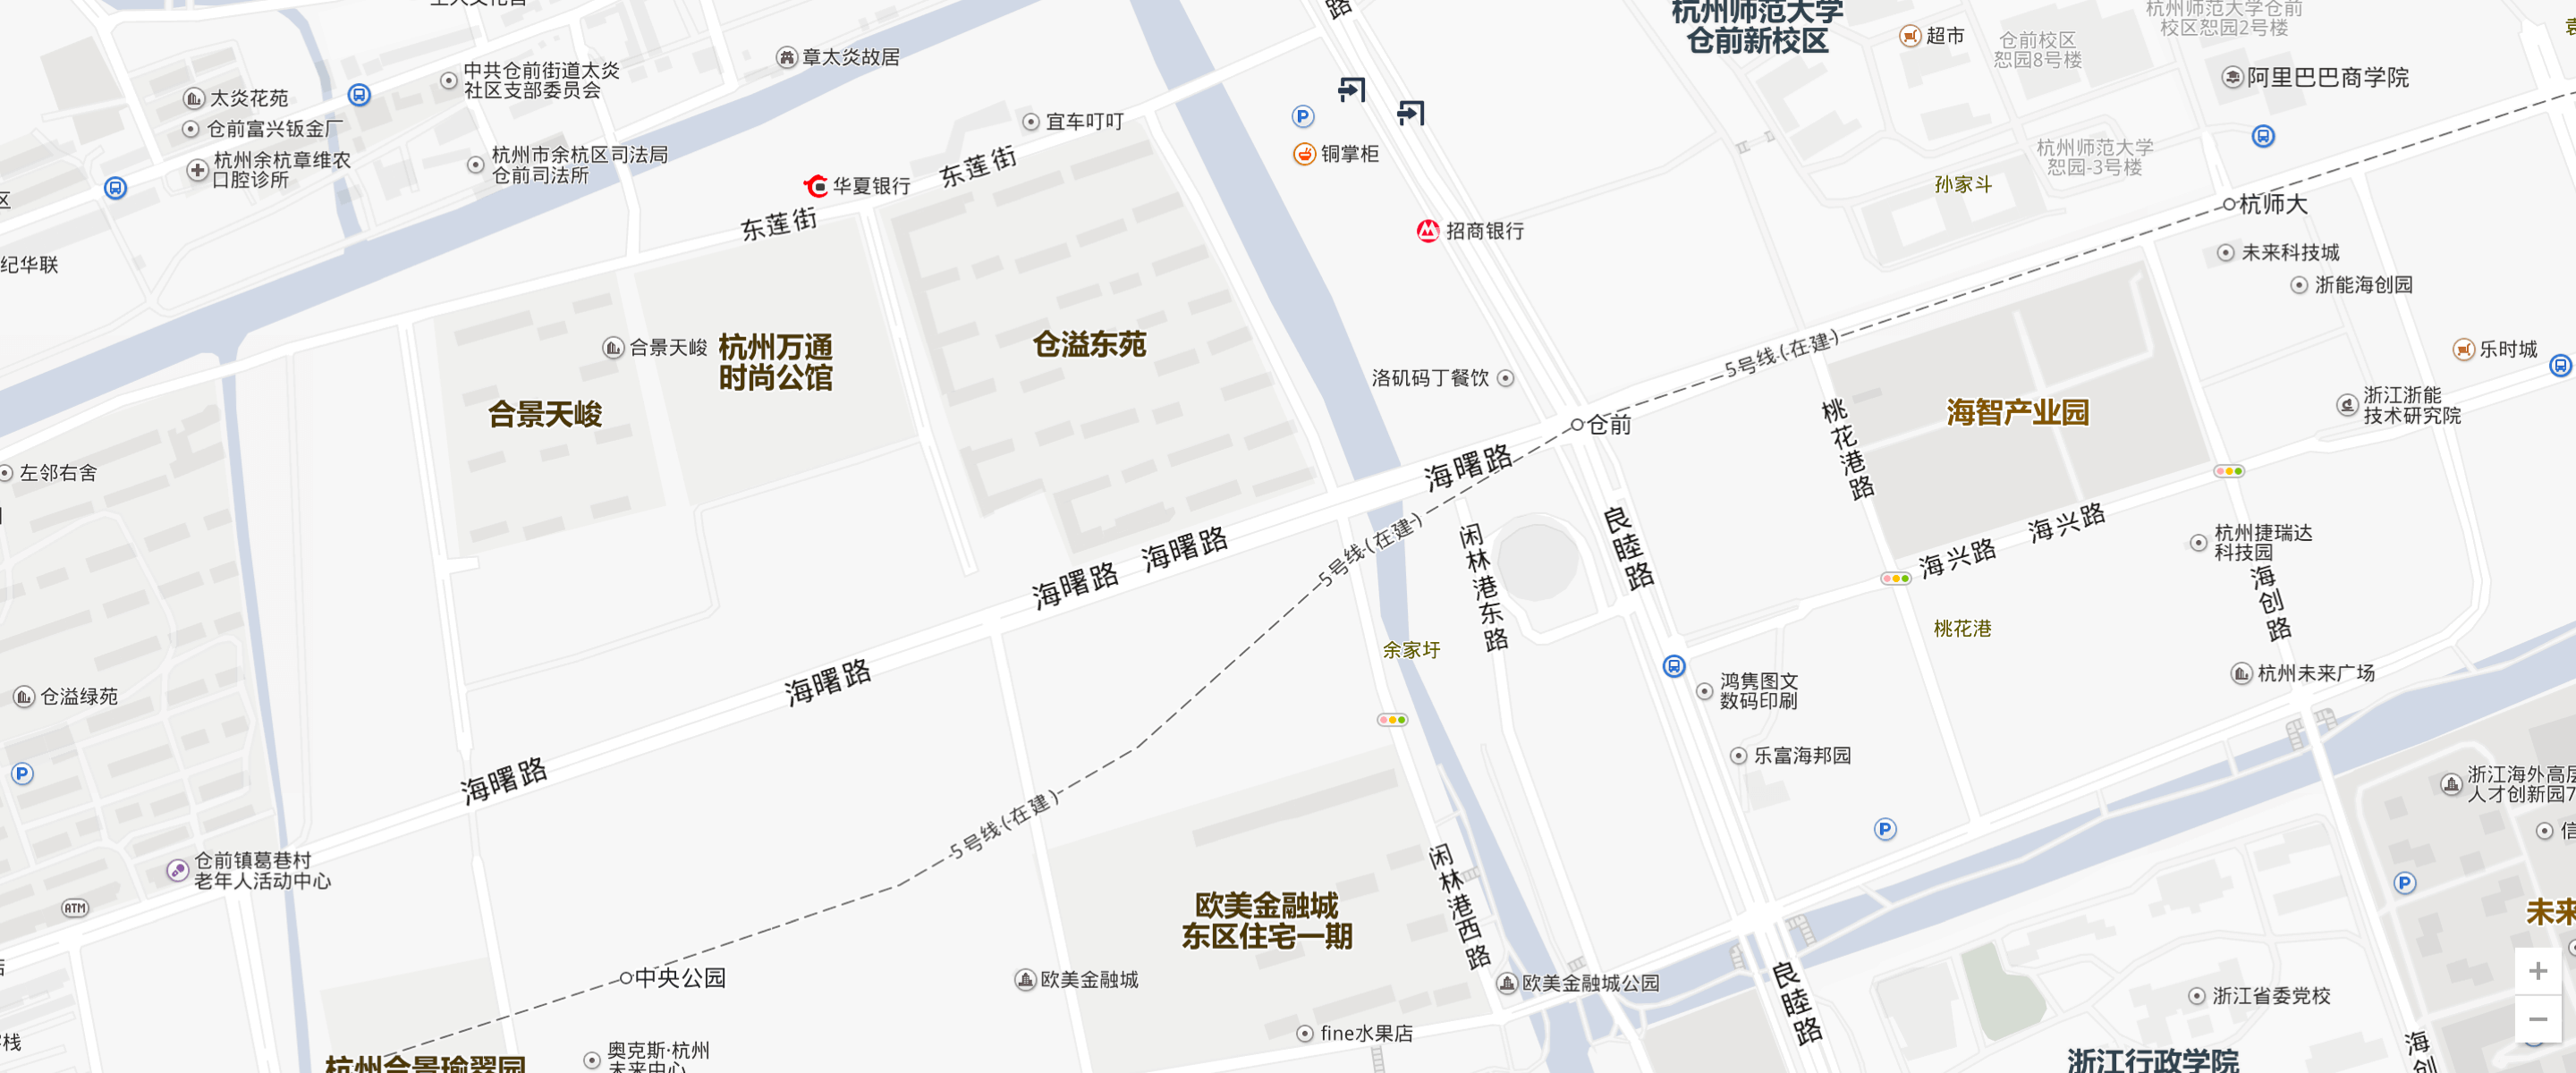 杭州师范大学
仓前新校区
超市
仓前校区
恕园8号楼
杭州师范大学仓前
校区恕园2号楼
阿里巴巴商学院
章太炎故居
中共仓前街道太炎
社区支部委员会
太炎花苑
仓前富兴钣金厂
杭州余杭章维农
口腔诊所
杭州市余杭区司法局
仓前司法所
宜车叮叮
东莲街
华夏银行
东莲街
P
铜掌柜
招商银行
杭州师范大学
恕园-3号楼
孙家斗
杭师大
未来科技城
浙能海创园
纪华联
合景天峻
杭州万通
时尚公馆
仓溢东苑
合景天峻
洛矶码丁餐饮
仓前
5号线(在建)
桃花港路
海智产业园
乐时城
浙江浙能
技术研究院
左邻右舍
海曙路
5号线(在建)
闲林港东路
良睦路
海兴路
海兴路
杭州捷瑞达
科技园
海创路
海曙路
海曙路
余家圩
桃花港
海曙路
仓溢绿苑
鸿隽图文
数码印刷
杭州未来广场
乐富海邦园
P
海曙路
5号线(在建)
浙江海外高层
人才创新园7
仓前镇葛巷村
老年人活动中心
ATM
P
闲林港西路
欧美金融城
东区住宅一期
P
中央公园
欧美金融城
欧美金融城公园
良睦路
浙江省委党校
fine水果店
奥克斯·杭州
未来中心
杭州合景瑜翠园
浙江行政学院
海创